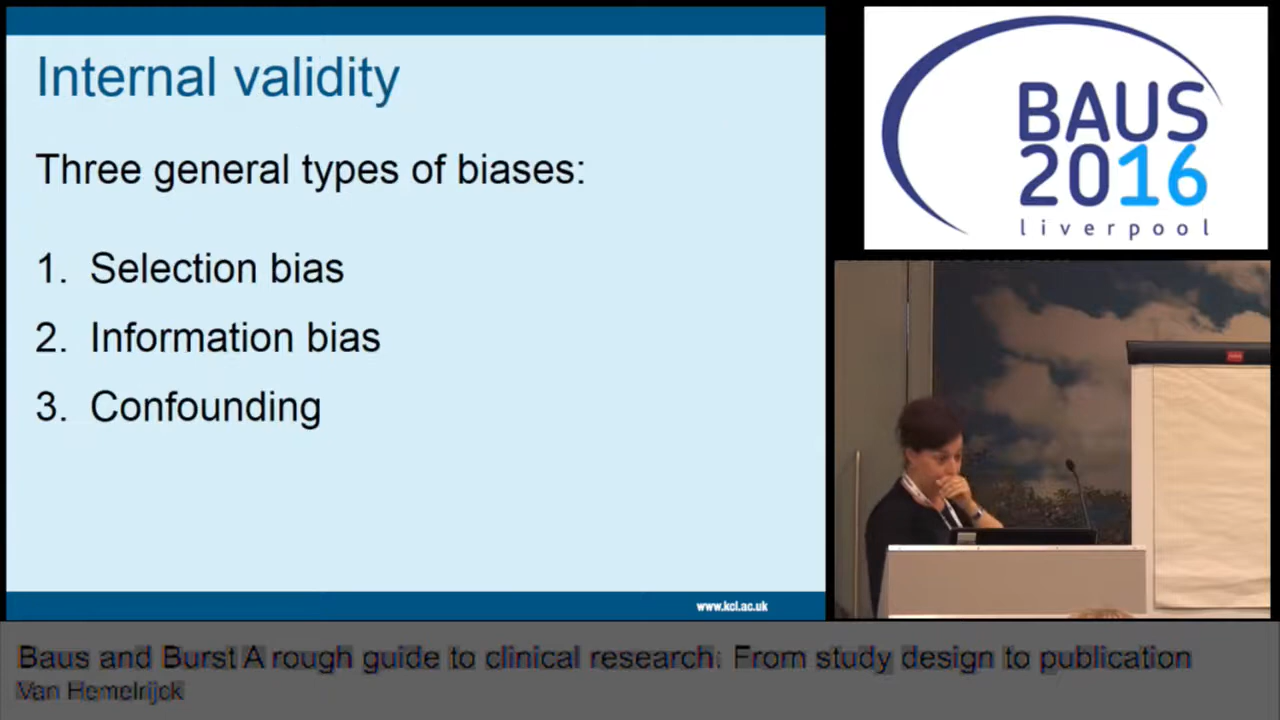 Internal validity
Three general types of biases:
1. Selection bias
2. Information bias
3. Confounding
www.kcl.ac.uk
BAUS
2016
liverpool
Baus and Burst A rough guide to clinical research: From study design to publication
Van Hemelrijck